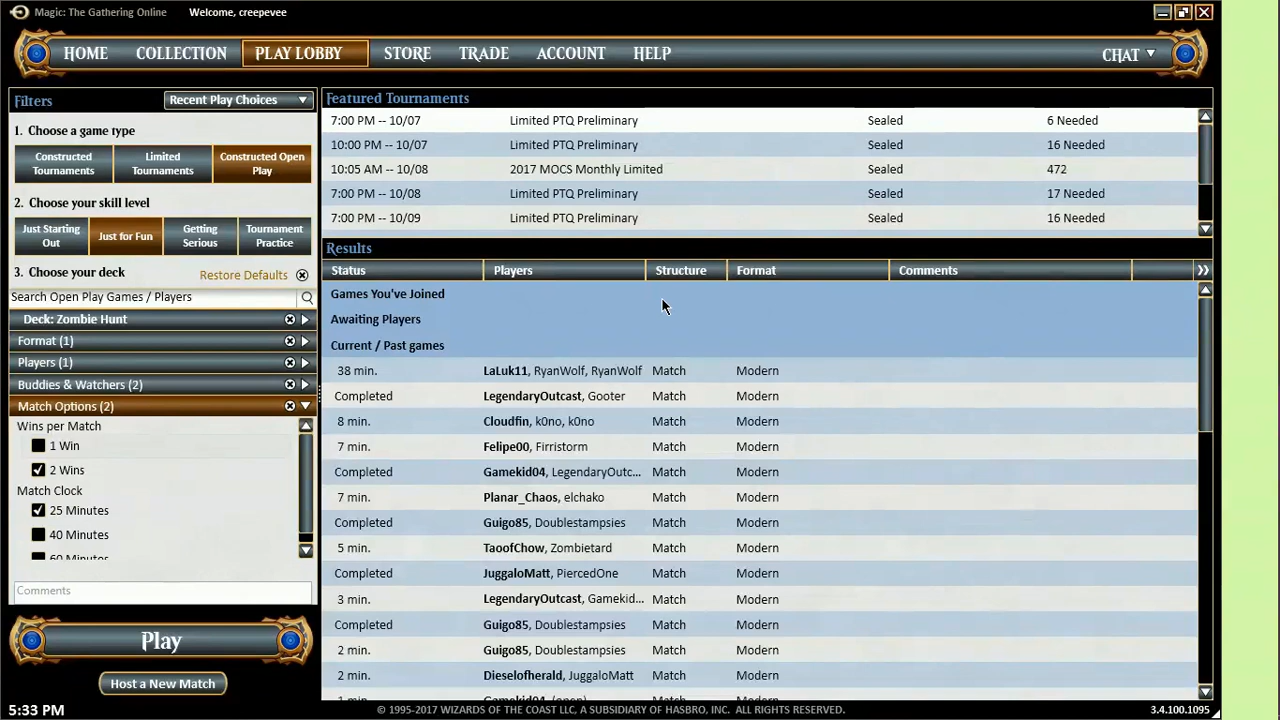 Magic: The Gathering Online Welcome, creepevee
HOME COLLECTION PLAY LOBBY STORE TRADE ACCOUNT HELP CHAT
Filters Recent Play Choices
1. Choose a game type
Constructed Tournaments Limited Tournaments Constructed Open Play
2. Choose your skill level
Just Starting Out Just for Fun Getting Serious Tournament Practice
3. Choose your deck Restore Defaults
Search Open Play Games / Players
Deck: Zombie Hunt
Format (1)
Players (1)
Buddies & Watchers (2)
Match Options (2)
Wins per Match
1 Win
2 Wins
Match Clock
25 Minutes
40 Minutes
60 Minutes
Comments
Play
Host a New Match
5:33 PM
Featured Tournaments
7:00 PM -- 10/07 Limited PTQ Preliminary Sealed 6 Needed
10:00 PM -- 10/07 Limited PTQ Preliminary Sealed 16 Needed
10:05 AM -- 10/08 2017 MOCS Monthly Limited Sealed 472
7:00 PM -- 10/08 Limited PTQ Preliminary Sealed 17 Needed
7:00 PM -- 10/09 Limited PTQ Preliminary Sealed 16 Needed
Results
Status Players Structure Format Comments
Games You've Joined
Awaiting Players
Current / Past games
38 min. LaLuk11, RyanWolf, RyanWolf Match Modern
Completed LegendaryOutcast, Gooter Match Modern
8 min. Cloudfin, k0no, k0no Match Modern
7 min. Felipe00, Firristorm Match Modern
Completed Gamekid04, LegendaryOutc... Match Modern
7 min. Planar_Chaos, elchako Match Modern
Completed Guigo85, Doublestampsies Match Modern
5 min. TaoofChow, Zombietard Match Modern
Completed JuggaloMatt, PiercedOne Match Modern
3 min. LegendaryOutcast, Gamekid... Match Modern
Completed Guigo85, Doublestampsies Match Modern
2 min. Guigo85, Doublestampsies Match Modern
2 min. Dieselofherald, JuggaloMatt Match Modern
© 1995-2017 WIZARDS OF THE COAST LLC, A SUBSIDIARY OF HASBRO, INC. ALL RIGHTS RESERVED. 3.4.100.1095